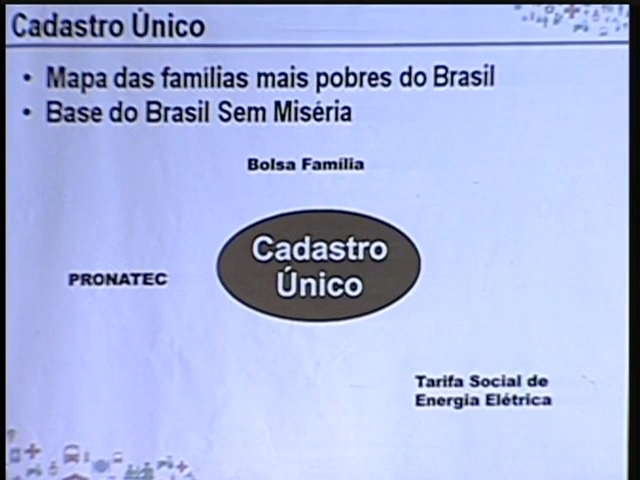 Cadastro Único
• Mapa das famílias mais pobres do Brasil
• Base do Brasil Sem Miséria
Bolsa Família
Cadastro
Único
PRONATEC
Tarifa Social de
Energia Elétrica